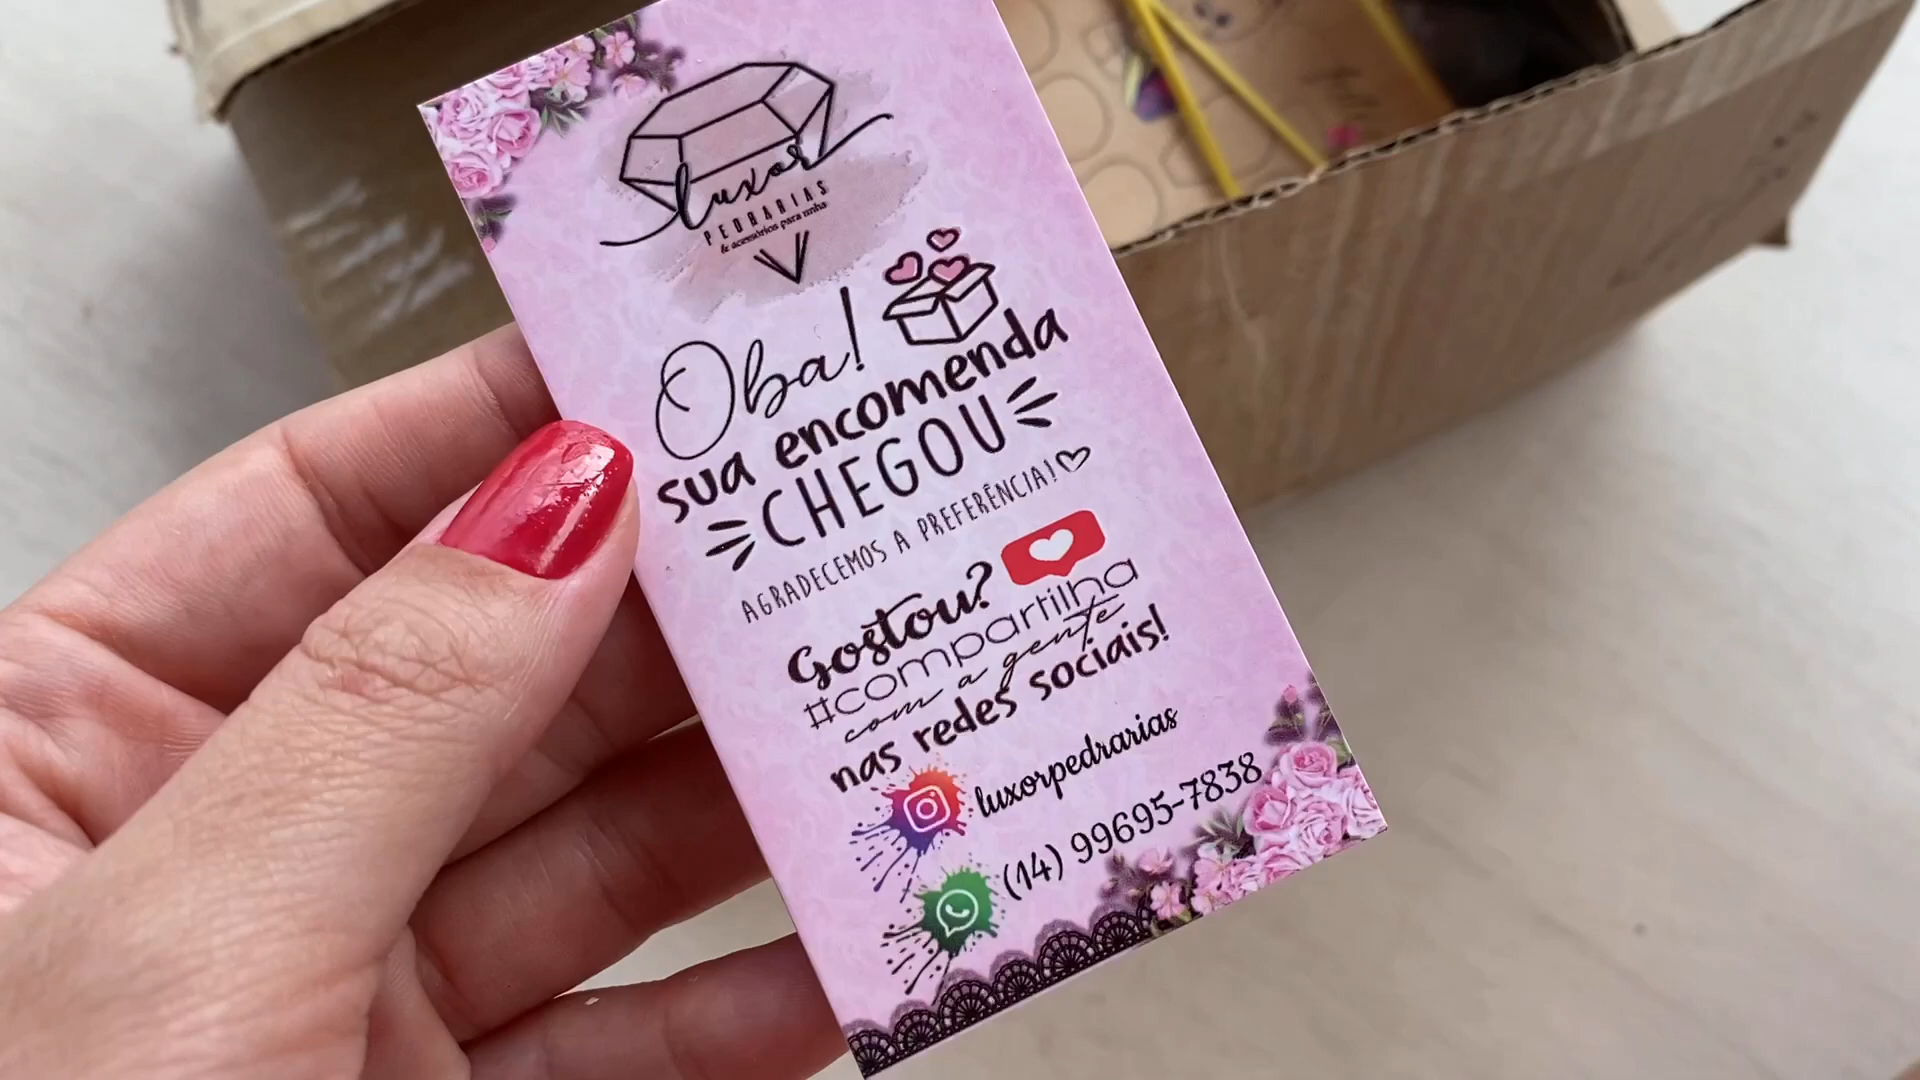 luxor
PEDRARIAS
& acessórios para unha
Oba!
sua encomenda
CHEGOU
AGRADECEMOS A PREFERÊNCIA!
Gostou?
#compartilha
com a gente
nas redes sociais!
luxorpedrarias
(14) 99695-7838